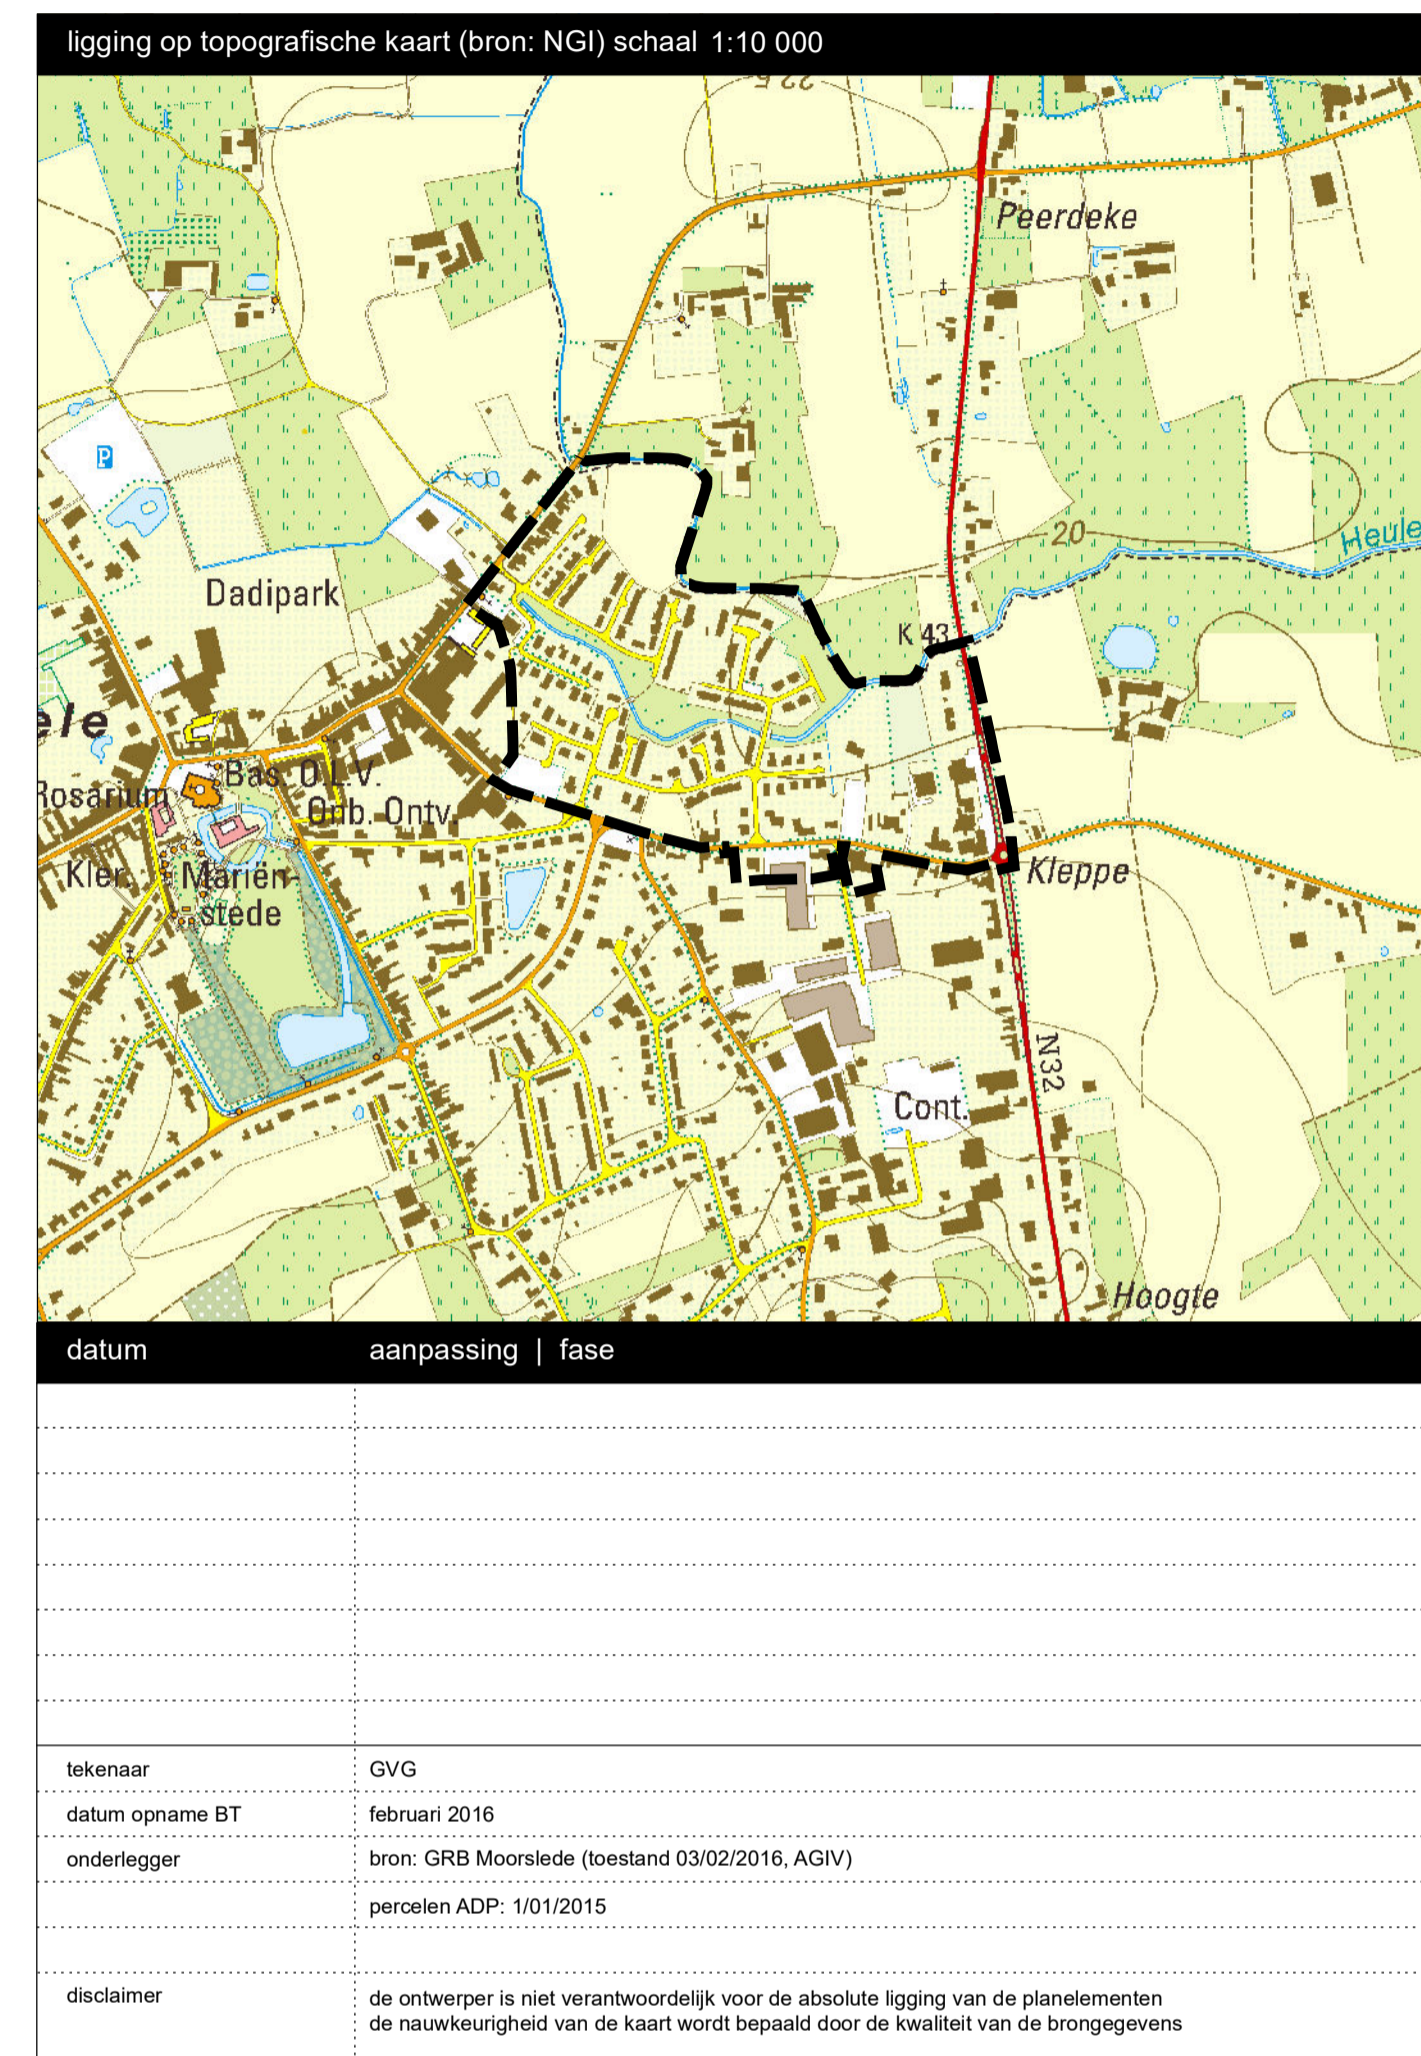 ligging op topografische kaart (bron: NGI) schaal 1:10 000
22.5
Peerdeke
P
20
Heule
Dadipark
K 43
ele
Bas. O.L.V.
Onb. Ontv.
Rosarium
Kler.
Mariën-
stede
Kleppe
N32
Cont.
Hoogte
datum aanpassing | fase
tekenaar GVG
datum opname BT februari 2016
onderlegger bron: GRB Moorslede (toestand 03/02/2016, AGIV)
percelen ADP: 1/01/2015
disclaimer de ontwerper is niet verantwoordelijk voor de absolute ligging van de planelementen
de nauwkeurigheid van de kaart wordt bepaald door de kwaliteit van de brongegevens